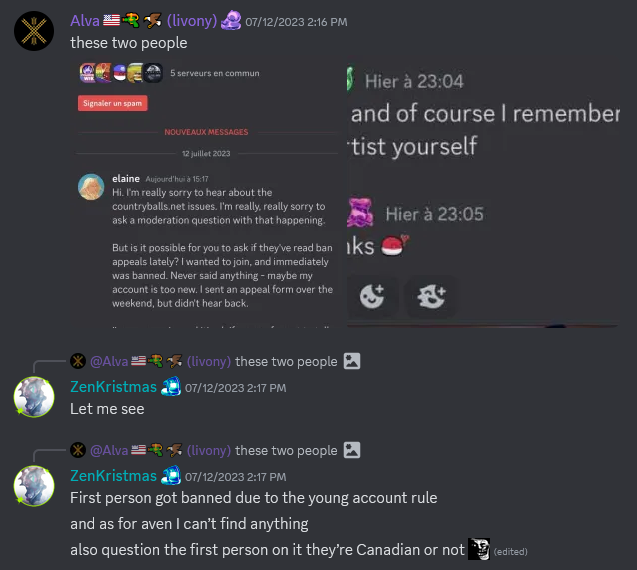 Alva (livony) 07/12/2023 2:16 PM
these two people
5 serveurs en commun
Signaler un spam
NOUVEAUX MESSAGES
12 juillet 2023
elaine Aujourd'hui à 15:17
Hi. I'm really sorry to hear about the
countryballs.net issues. I'm really, really sorry to
ask a moderation question with that happening.
But is it possible for you to ask if they've read ban
appeals lately? I wanted to join, and immediately
was banned. Never said anything - maybe my
account is too new. I sent an appeal form over the
weekend, but didn't hear back.
Hier à 23:04
and of course I remember
tist yourself
Hier à 23:05
nks
@Alva (livony) these two people
ZenKristmas 07/12/2023 2:17 PM
Let me see
@Alva (livony) these two people
ZenKristmas 07/12/2023 2:17 PM
First person got banned due to the young account rule
and as for aven I can't find anything
also question the first person on it they're Canadian or not (edited)